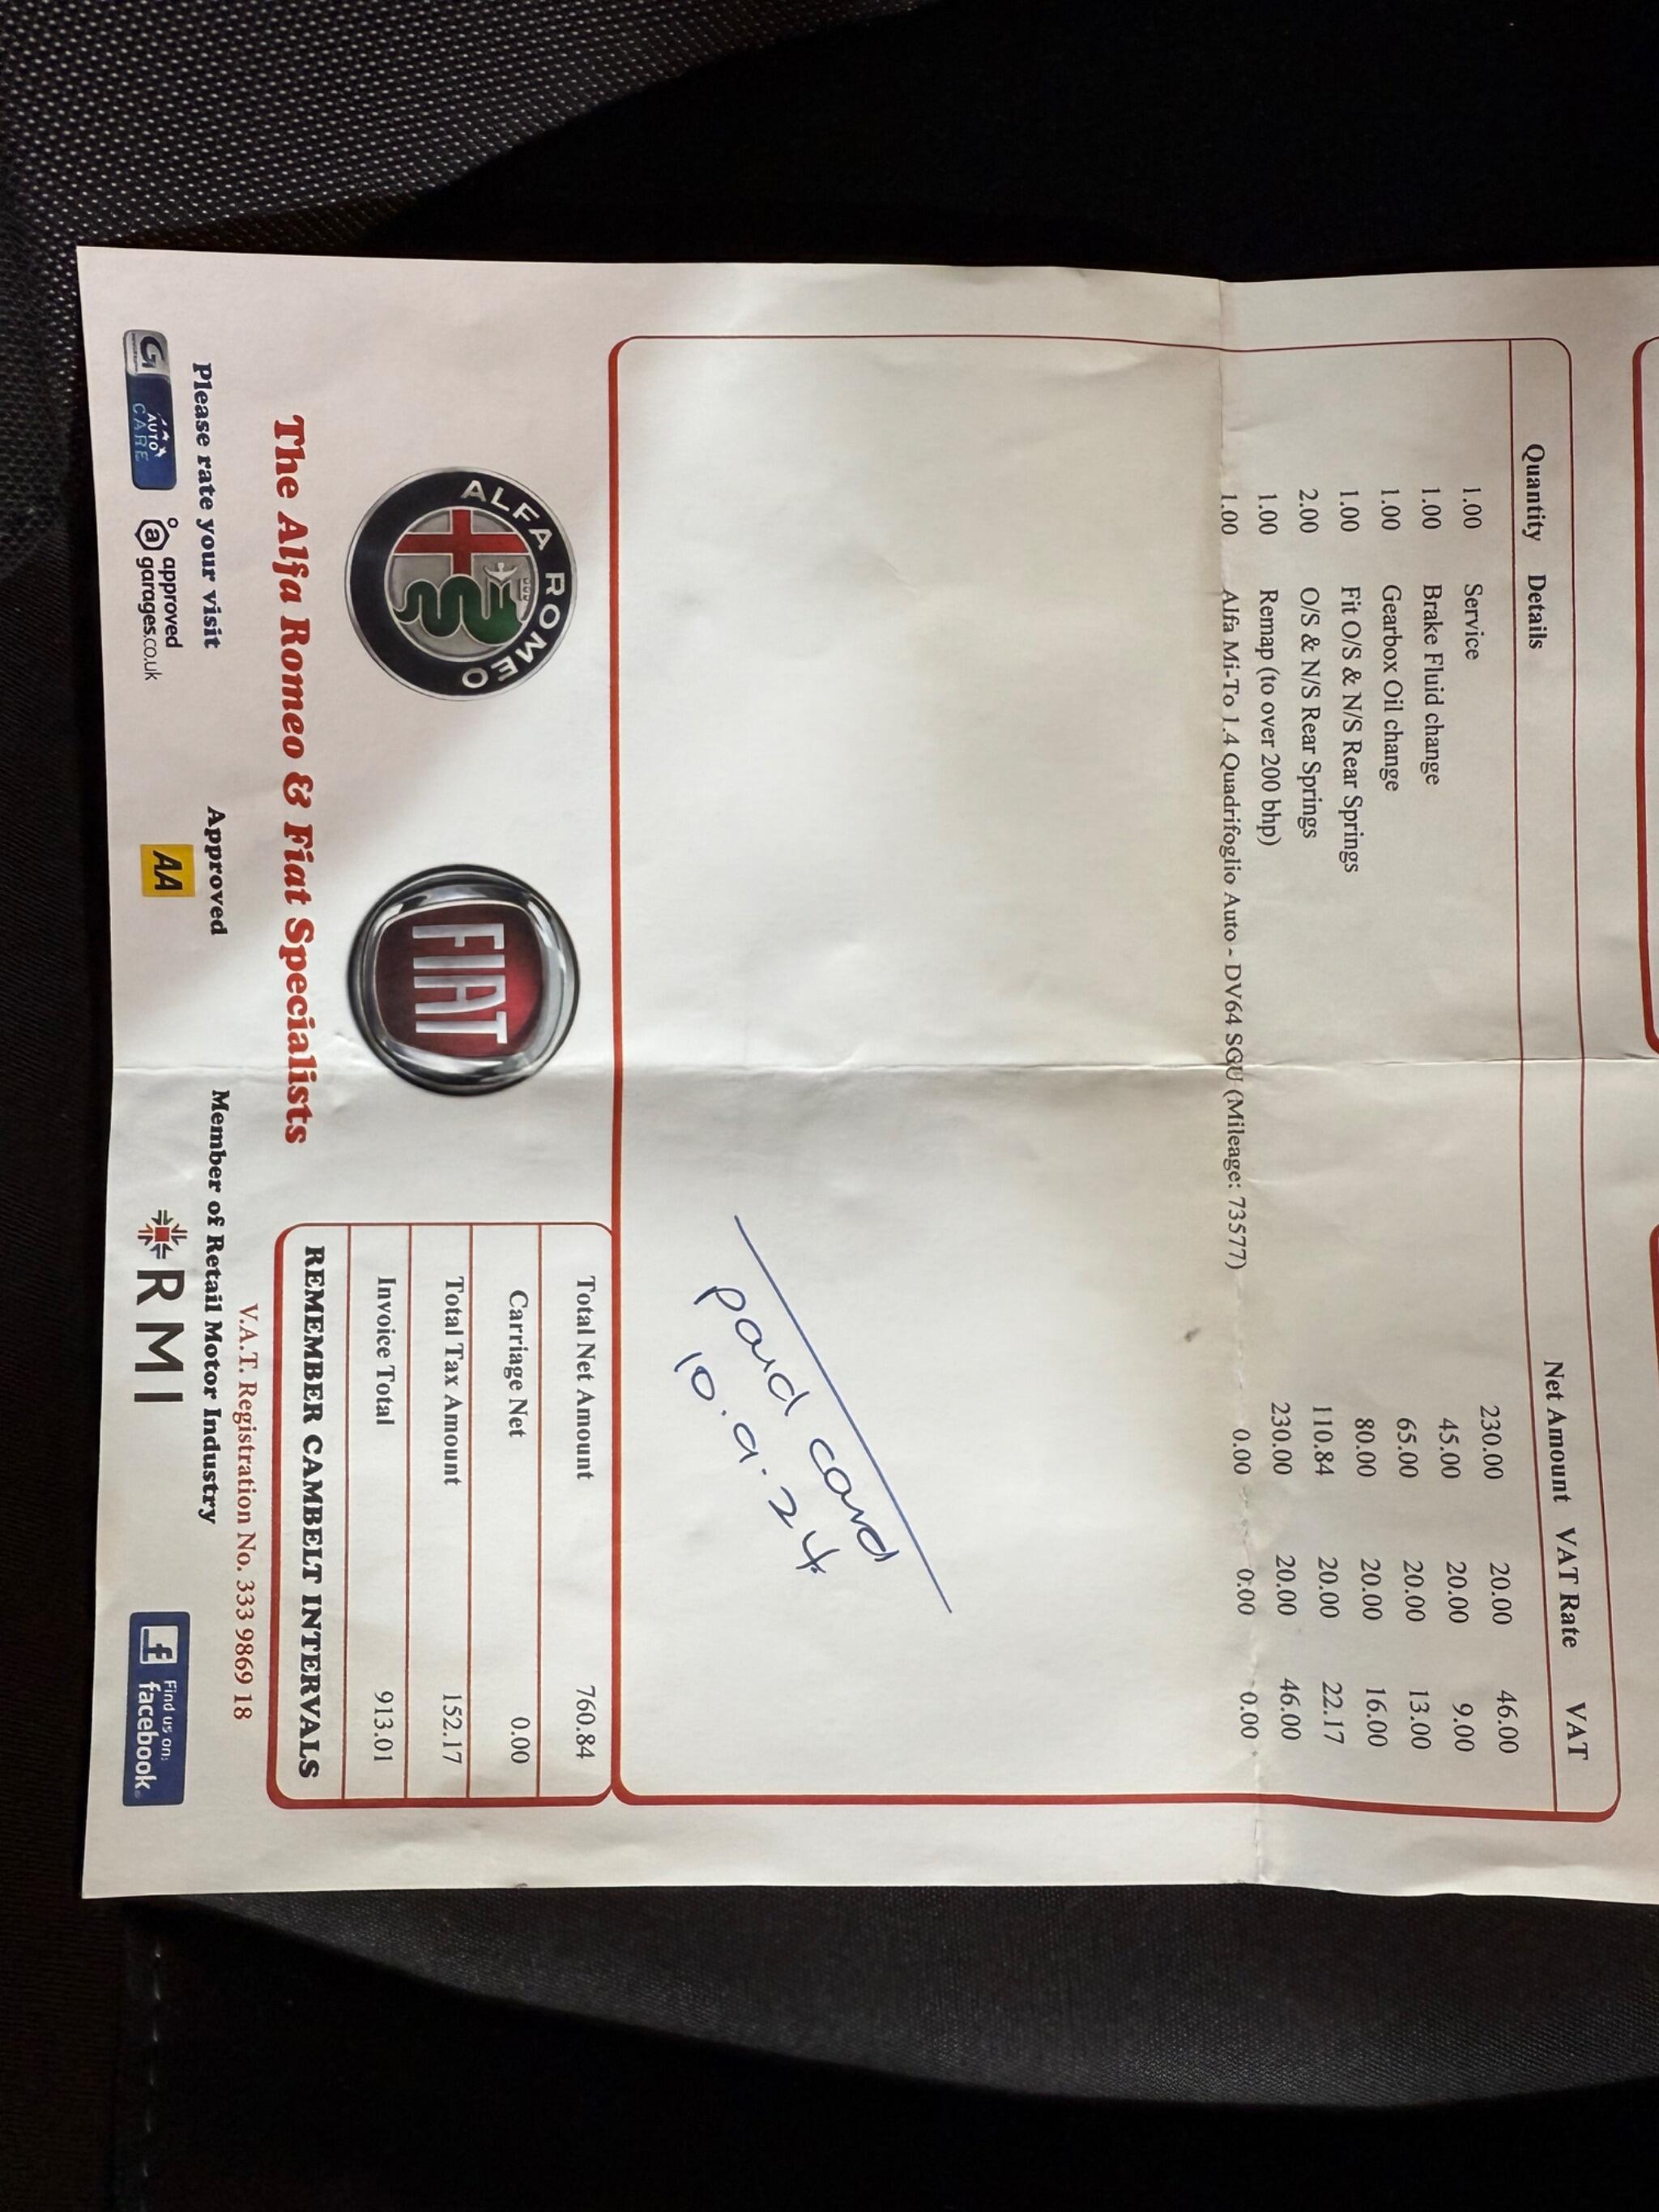 Quantity Details Net Amount VAT Rate VAT
1.00 Service 230.00 20.00 46.00
1.00 Brake Fluid change 45.00 20.00 9.00
1.00 Gearbox Oil change 65.00 20.00 13.00
1.00 Fit O/S & N/S Rear Springs 80.00 20.00 16.00
2.00 O/S & N/S Rear Springs 110.84 20.00 22.17
1.00 Remap (to over 200 bhp) 230.00 20.00 46.00
1.00 Alfa Mi-To 1.4 Quadrifoglio Auto - DV64 SGU (Mileage: 73577) 0.00 0.00 0.00
paid card
10.9.24
ALFA ROMEO
FIAT
Total Net Amount 760.84
Carriage Net 0.00
Total Tax Amount 152.17
Invoice Total 913.01
REMEMBER CAMBELT INTERVALS
The Alfa Romeo & Fiat Specialists
V.A.T. Registration No. 333 9869 18
Please rate your visit
Approved
Member of Retail Motor Industry
G1 AUTO CARE
approved garages.co.uk
AA
RMI
Find us on:
facebook